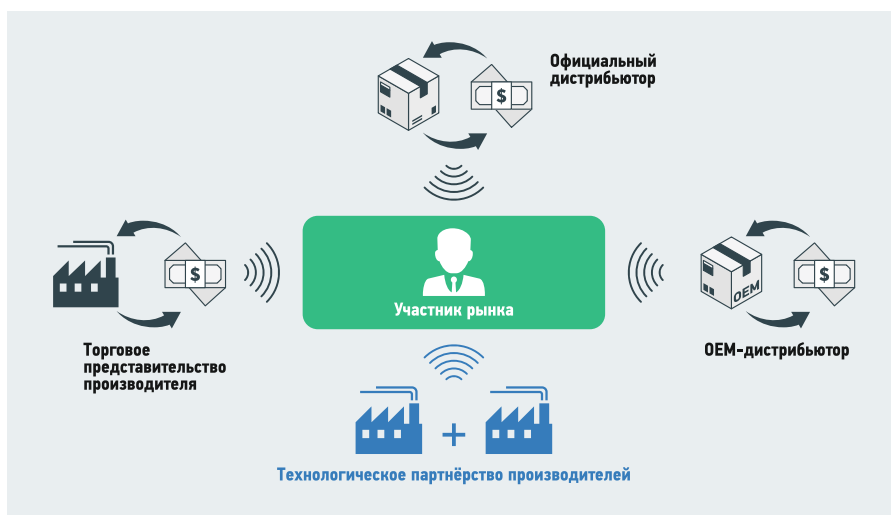 Официальный
дистрибьютор
$
$
Участник рынка
$
OEM
Торговое
представительство
производителя
OEM-дистрибьютор
+
Технологическое партнёрство производителей